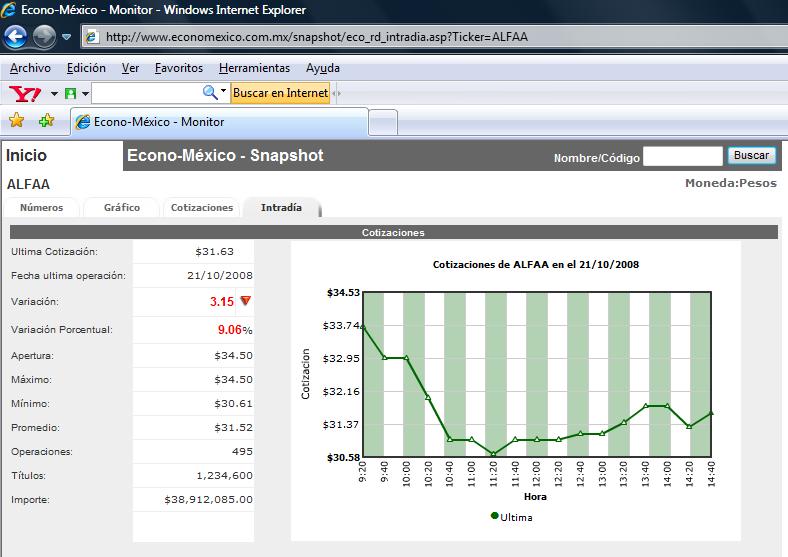 Econo-México - Monitor - Windows Internet Explorer
http://www.economexico.com.mx/snapshot/eco_rd_intradia.asp?Ticker=ALFAA
Archivo Edición Ver Favoritos Herramientas Ayuda
Y! Buscar en Internet
Econo-México - Monitor
Inicio Econo-México - Snapshot Nombre/Código Buscar
ALFAA Moneda:Pesos
Números Gráfico Cotizaciones Intradía
Cotizaciones
Ultima Cotización: $31.63
Fecha ultima operación: 21/10/2008
Variación: 3.15
Variación Porcentual: 9.06%
Apertura: $34.50
Máximo: $34.50
Mínimo: $30.61
Promedio: $31.52
Operaciones: 495
Títulos: 1,234,600
Importe: $38,912,085.00
Cotizaciones de ALFAA en el 21/10/2008
Cotizacion
$34.53
$33.74
$32.95
$32.16
$31.37
$30.58
9:20 9:40 10:00 10:20 10:40 11:00 11:20 11:40 12:00 12:20 12:40 13:00 13:20 13:40 14:00 14:20 14:40
Hora
Ultima